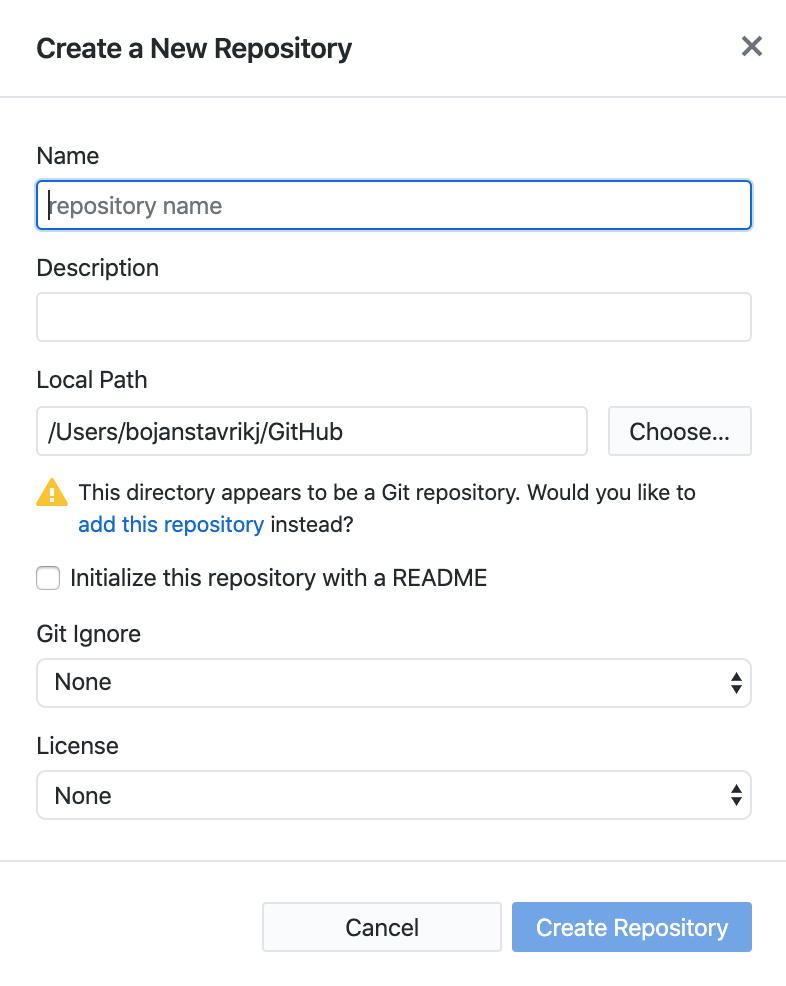 Create a New Repository
Name
repository name
Description
Local Path
/Users/bojanstavrikj/GitHub
Choose...
This directory appears to be a Git repository. Would you like to
add this repository instead?
Initialize this repository with a README
Git Ignore
None
License
None
Cancel
Create Repository